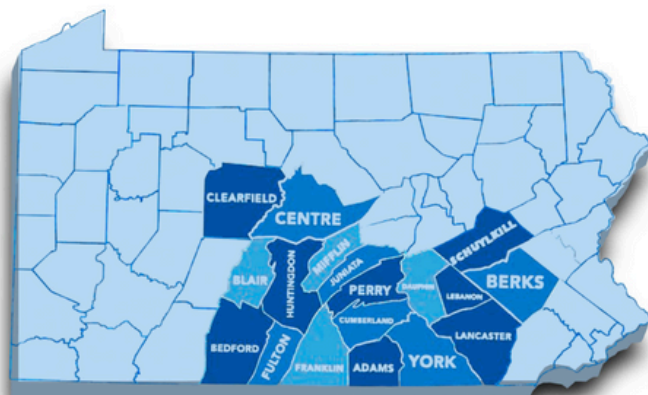 CLEARFIELD
CENTRE
SCHUYLKILL
MIFFLIN
BLAIR
HUNTINGDON
JUNIATA
PERRY
DAUPHIN
LEBANON
BERKS
CUMBERLAND
LANCASTER
BEDFORD
FULTON
FRANKLIN
ADAMS
YORK